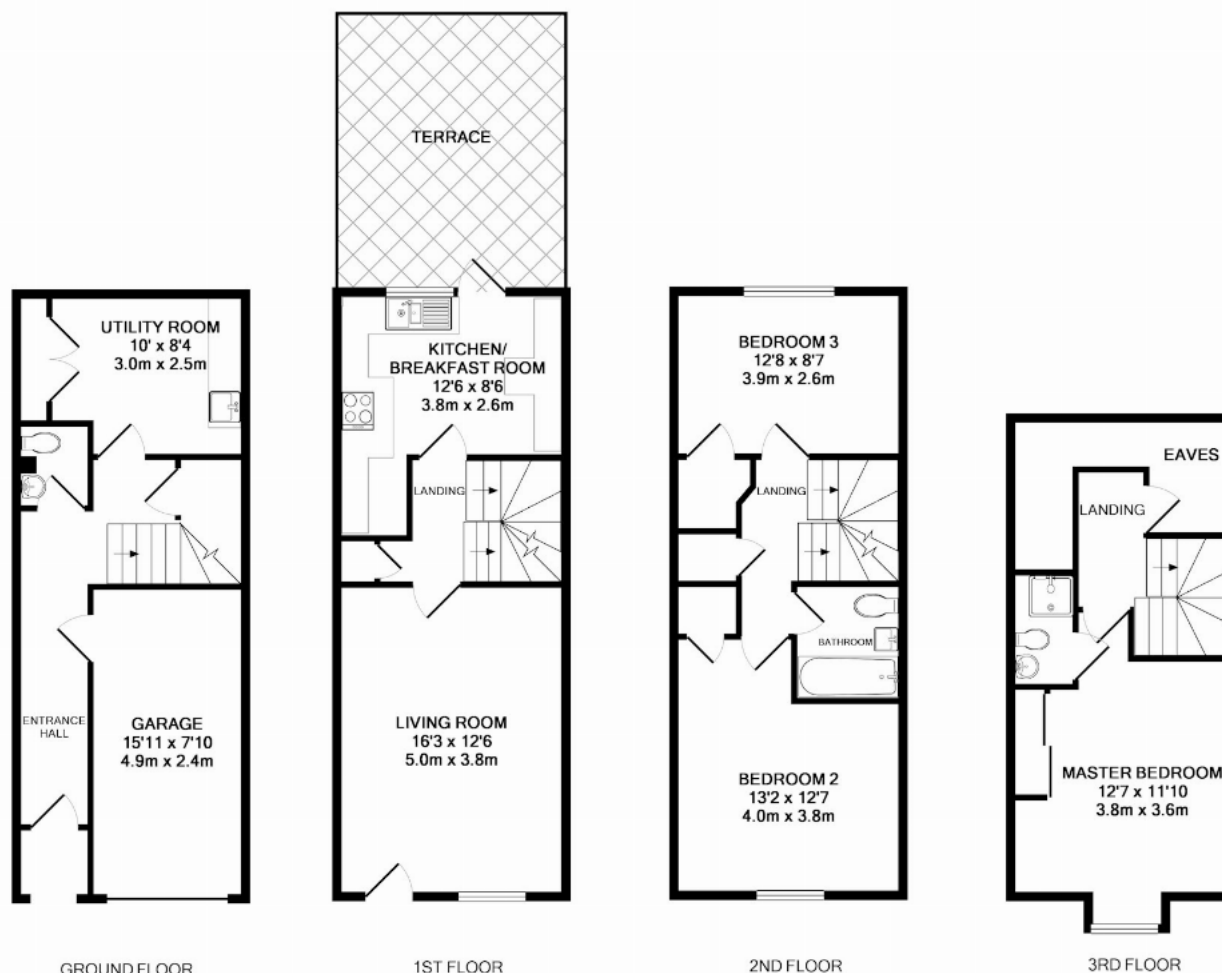 TERRACE
UTILITY ROOM
10' x 8'4
3.0m x 2.5m
ENTRANCE
HALL
GARAGE
15'11 x 7'10
4.9m x 2.4m
GROUND FLOOR
KITCHEN/
BREAKFAST ROOM
12'6 x 8'6
3.8m x 2.6m
LANDING
LIVING ROOM
16'3 x 12'6
5.0m x 3.8m
1ST FLOOR
BEDROOM 3
12'8 x 8'7
3.9m x 2.6m
LANDING
BATHROOM
BEDROOM 2
13'2 x 12'7
4.0m x 3.8m
2ND FLOOR
EAVES
LANDING
MASTER BEDROOM
12'7 x 11'10
3.8m x 3.6m
3RD FLOOR